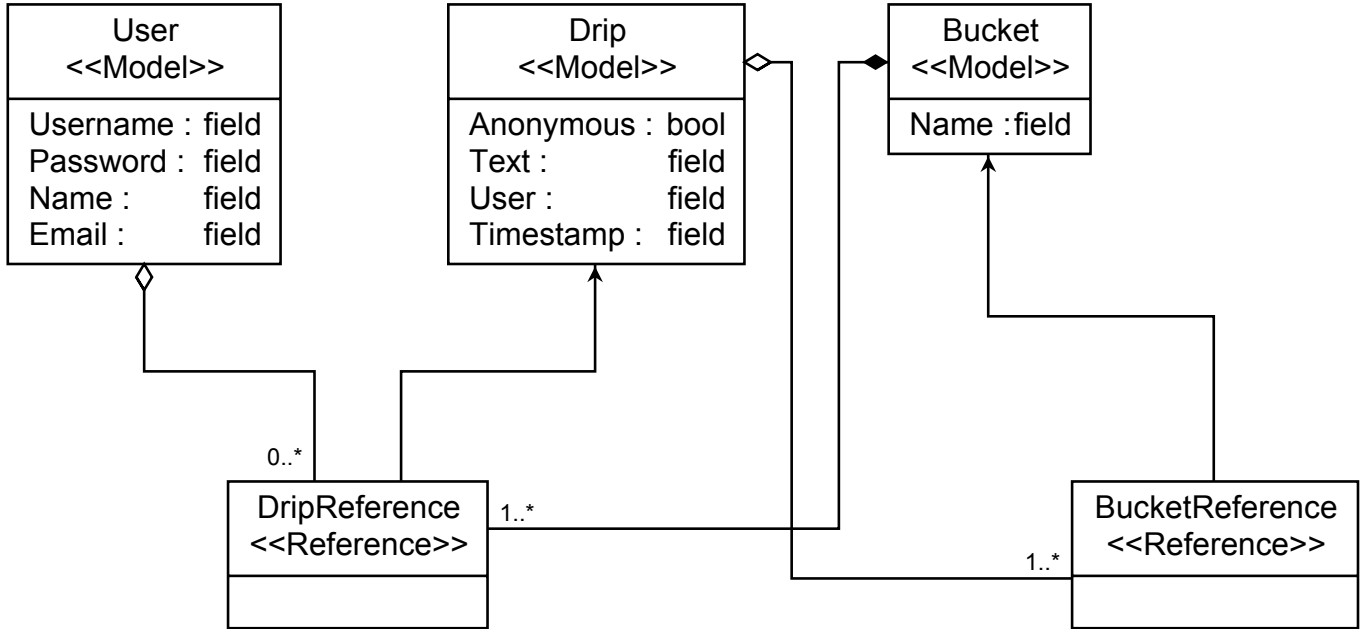 User
<<Model>>
Username : field
Password : field
Name : field
Email : field
Drip
<<Model>>
Anonymous : bool
Text : field
User : field
Timestamp : field
Bucket
<<Model>>
Name :field
0..*
DripReference
<<Reference>>
1..*
1..*
BucketReference
<<Reference>>